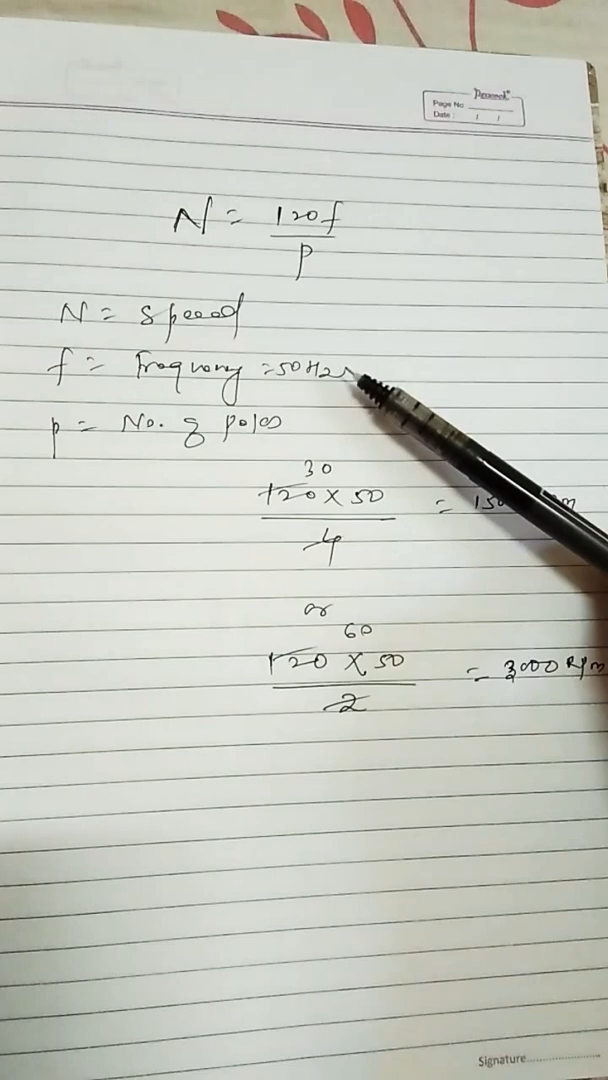 Peacock
Page No
Date : / /
N = 120f
P
N = Speed
f = Frequency = 50Hz
p = No. of poles
30
120 X 50 = 15
4
or
60
120 X 50 = 3000 Rpm
2
Signature